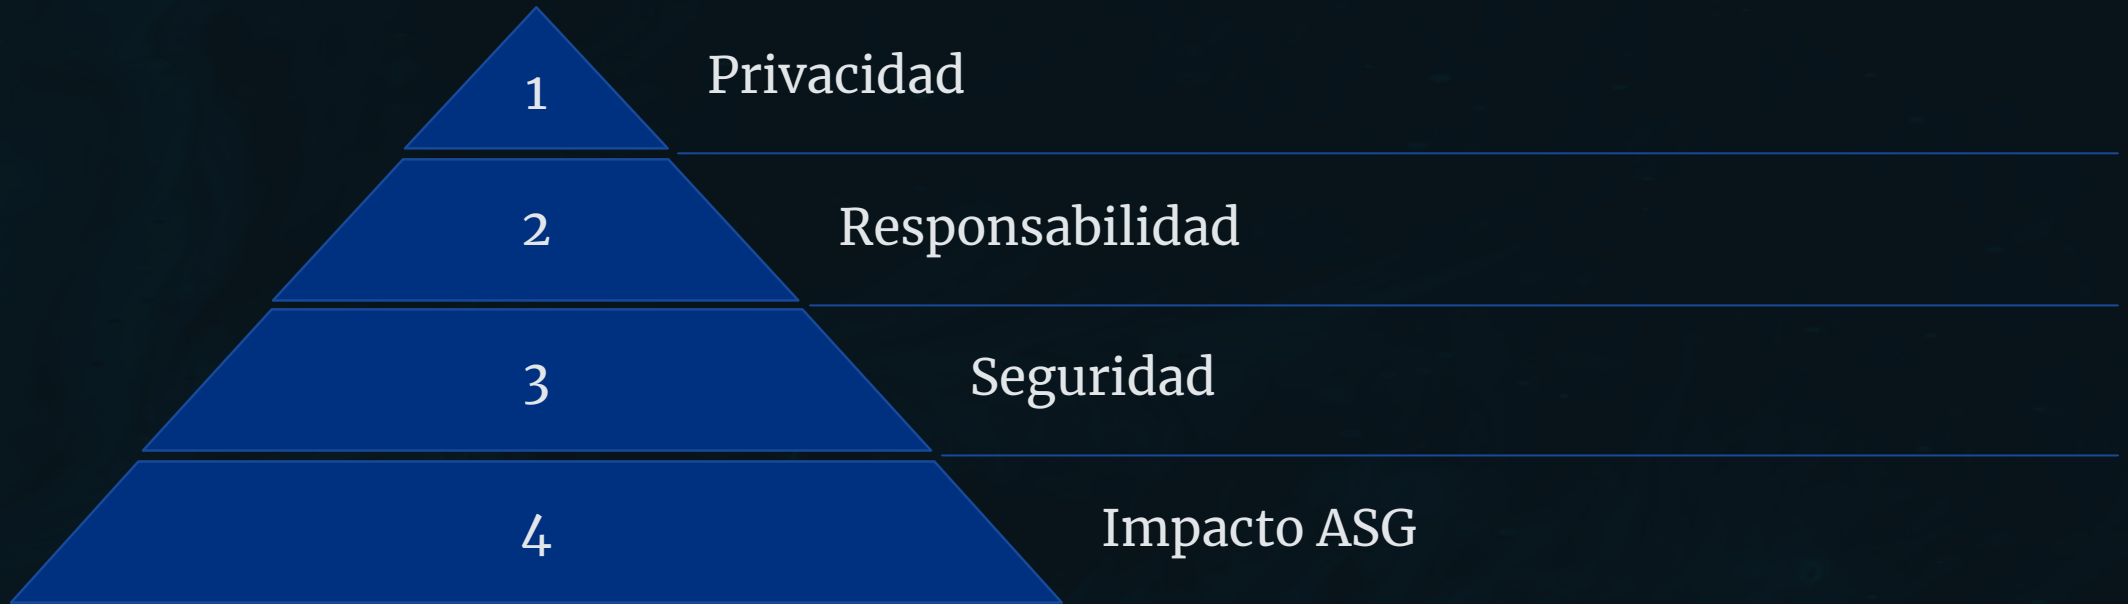 1
Privacidad
2
Responsabilidad
3
Seguridad
4
Impacto ASG